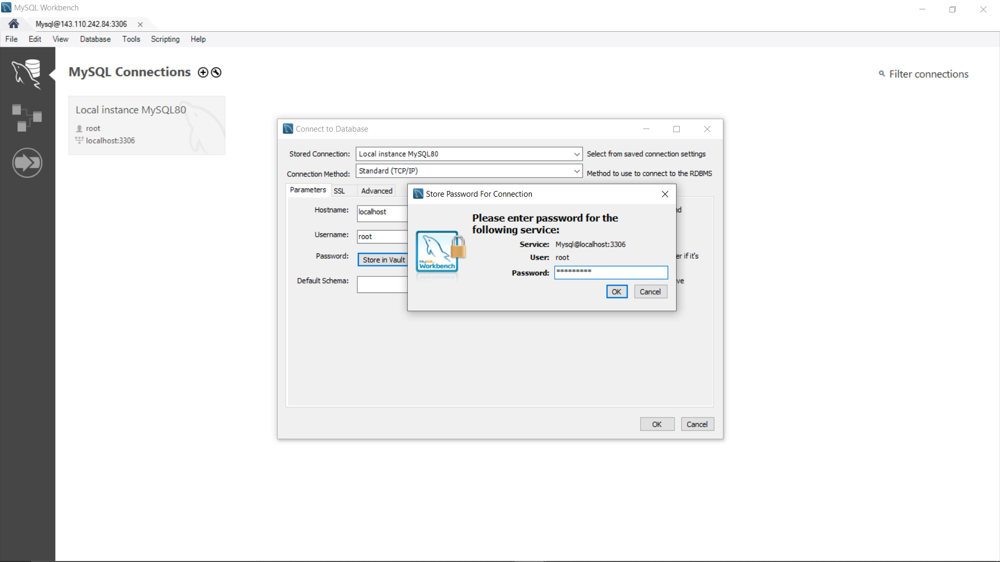 MySQL Workbench
Mysql@143.110.242.84:3306
File Edit View Database Tools Scripting Help
MySQL Connections
Filter connections
Local instance MySQL80
root
localhost:3306
Connect to Database
Stored Connection: Local instance MySQL80 Select from saved connection settings
Connection Method: Standard (TCP/IP) Method to use to connect to the RDBMS
Parameters SSL Advanced
Hostname: localhost
Username: root
Password: Store in Vault
er if it's
Default Schema:
Store Password For Connection
Please enter password for the
following service:
Service: Mysql@localhost:3306
User: root
Password: *********
OK Cancel
MySQL
Workbench
OK Cancel